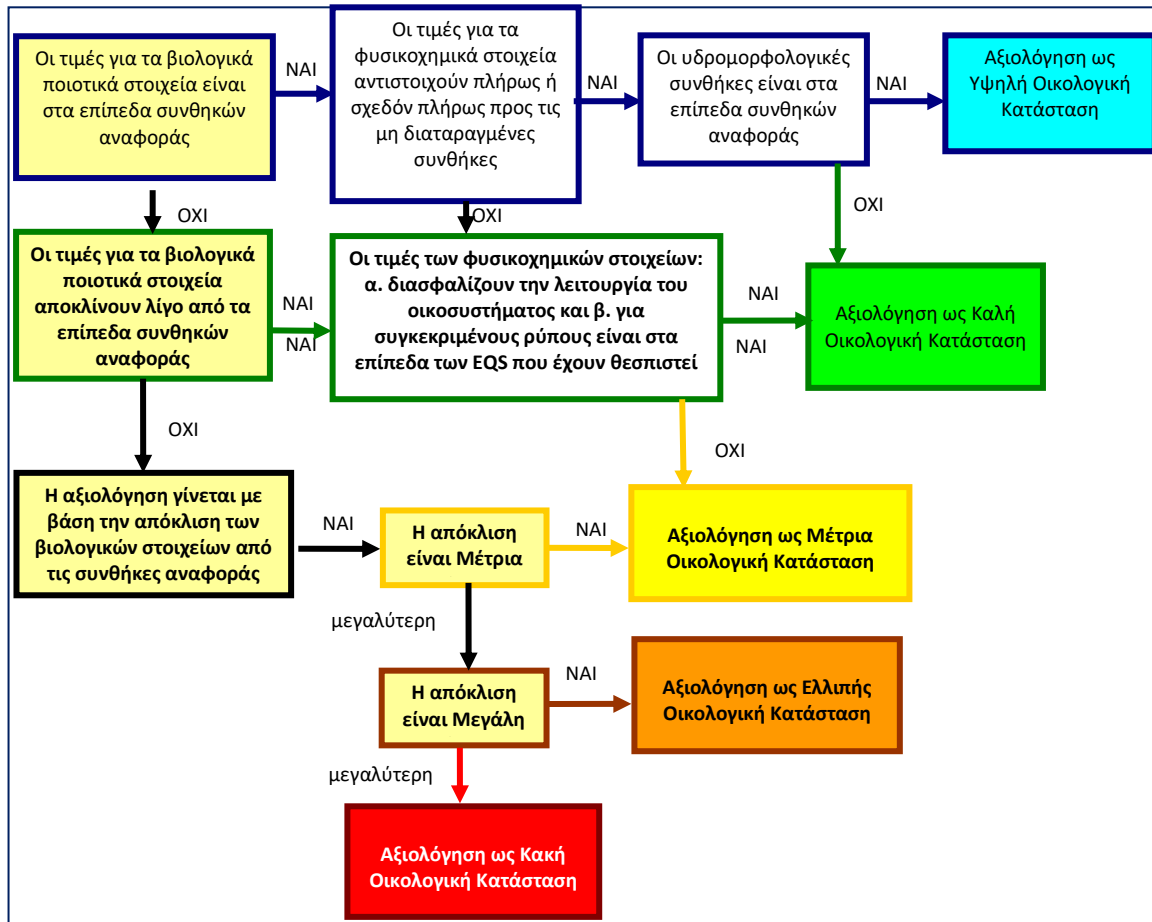 Οι τιμές για τα βιολογικά
ποιοτικά στοιχεία είναι
στα επίπεδα συνθηκών
αναφοράς
ΝΑΙ
Οι τιμές για τα
φυσικοχημικά στοιχεία
αντιστοιχούν πλήρως ή
σχεδόν πλήρως προς τις
μη διαταραγμένες
συνθήκες
ΝΑΙ
Οι υδρομορφολογικές
συνθήκες είναι στα
επίπεδα συνθηκών
αναφοράς
ΝΑΙ
Αξιολόγηση ως
Υψηλή Οικολογική
Κατάσταση
ΟΧΙ
ΟΧΙ
ΟΧΙ
Οι τιμές για τα βιολογικά
ποιοτικά στοιχεία
αποκλίνουν λίγο από τα
επίπεδα συνθηκών
αναφοράς
ΝΑΙ
ΝΑΙ
Οι τιμές των φυσικοχημικών στοιχείων:
α. διασφαλίζουν την λειτουργία του
οικοσυστήματος και β. για
συγκεκριμένους ρύπους είναι στα
επίπεδα των EQS που έχουν θεσπιστεί
ΝΑΙ
ΝΑΙ
Αξιολόγηση ως Καλή
Οικολογική Κατάσταση
ΟΧΙ
ΟΧΙ
Η αξιολόγηση γίνεται με
βάση την απόκλιση των
βιολογικών στοιχείων από
τις συνθήκες αναφοράς
ΝΑΙ
Η απόκλιση
είναι Μέτρια
ΝΑΙ
Αξιολόγηση ως Μέτρια
Οικολογική Κατάσταση
μεγαλύτερη
Η απόκλιση
είναι Μεγάλη
ΝΑΙ
Αξιολόγηση ως Ελλιπής
Οικολογική Κατάσταση
μεγαλύτερη
Αξιολόγηση ως Κακή
Οικολογική Κατάσταση